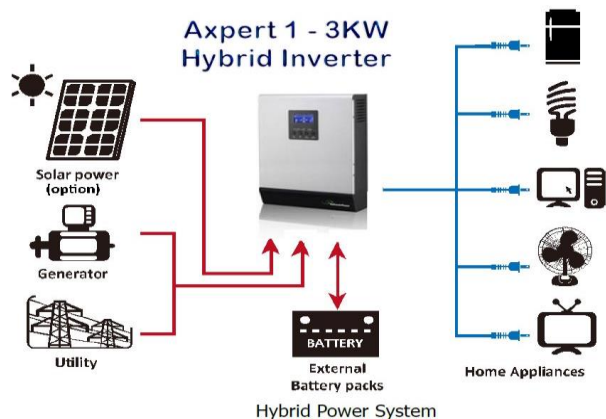 Axpert 1 - 3KW
Hybrid Inverter
Solar power
(option)
Generator
Utility
BATTERY
External
Battery packs
Home Appliances
Hybrid Power System